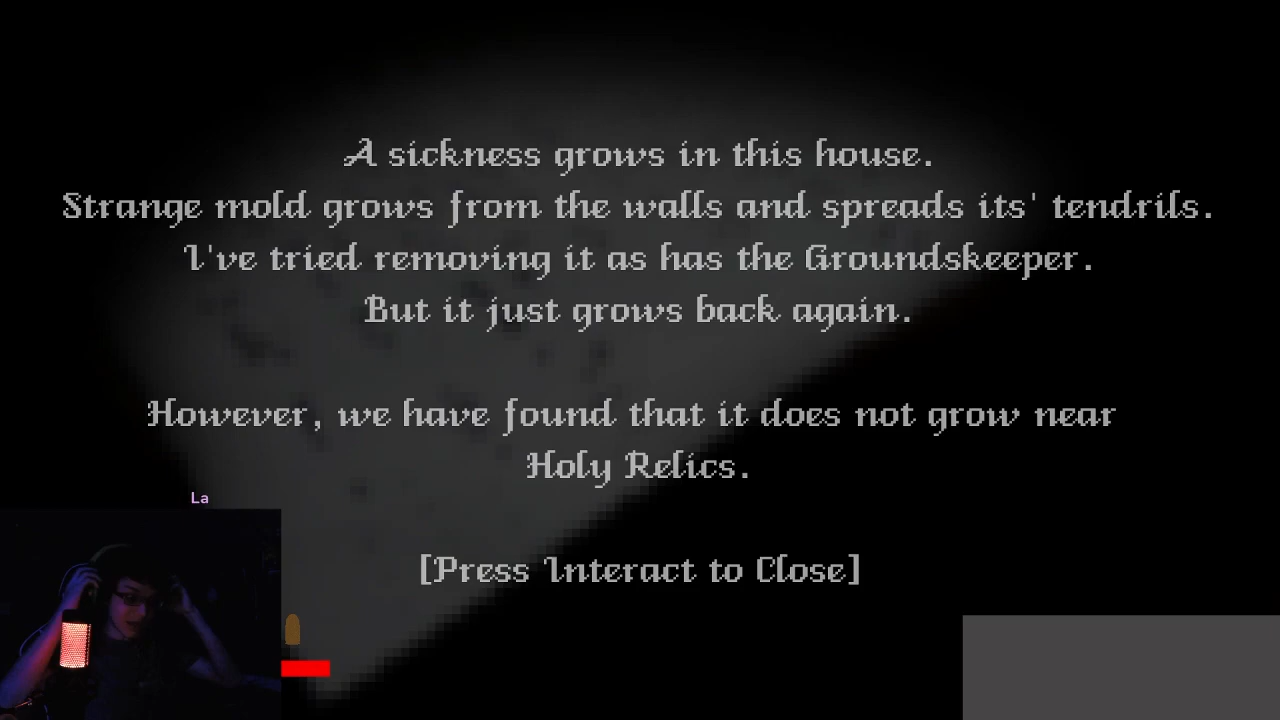 A sickness grows in this house.
Strange mold grows from the walls and spreads its' tendrils.
I've tried removing it as has the Groundskeeper.
But it just grows back again.
However, we have found that it does not grow near
Holy Relics.
La
[Press Interact to Close]